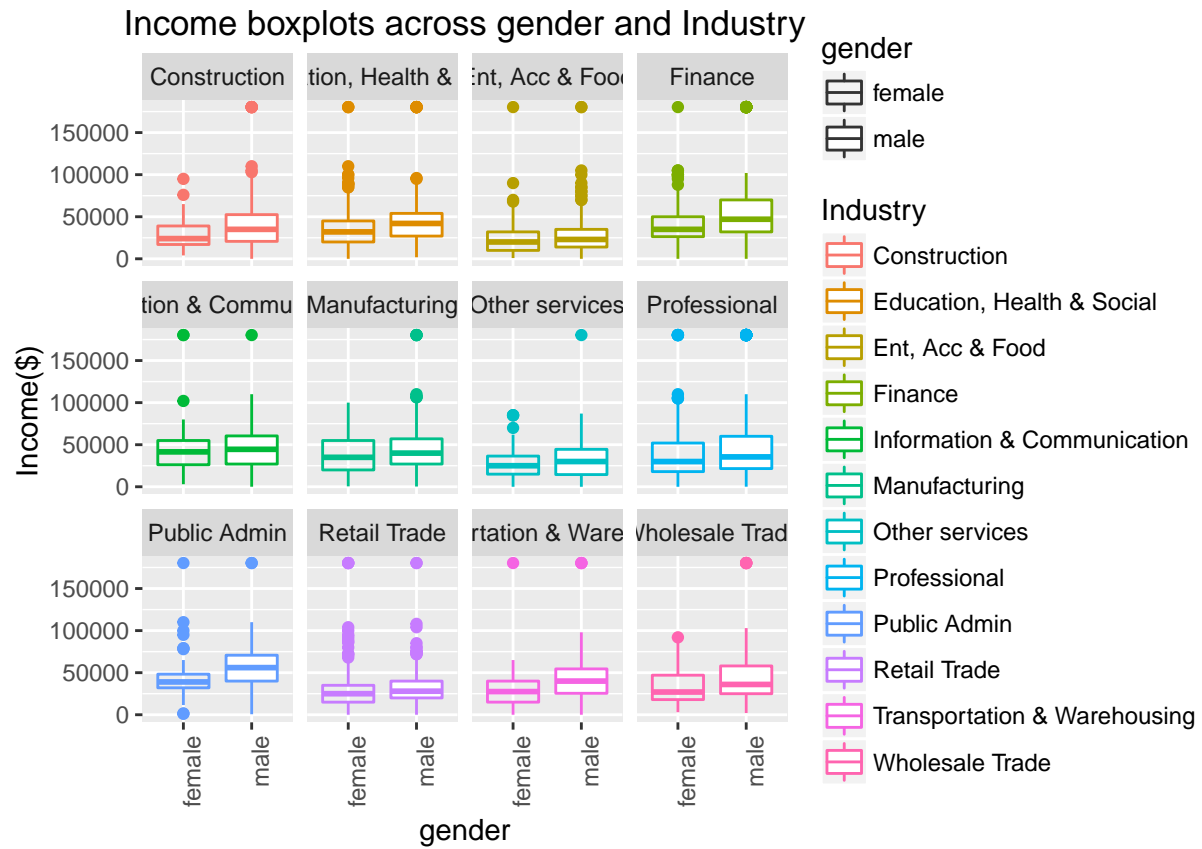 Income boxplots across gender and Industry
Construction
tion, Health &
Ent, Acc & Food
Finance
150000
100000
50000
0
tion & Commu
Manufacturing
Other services
Professional
150000
100000
50000
0
Public Admin
Retail Trade
rtation & Ware
Wholesale Trad
150000
100000
50000
0
female
male
female
male
female
male
female
male
gender
Income($)
gender
female
male
Industry
Construction
Education, Health & Social
Ent, Acc & Food
Finance
Information & Communication
Manufacturing
Other services
Professional
Public Admin
Retail Trade
Transportation & Warehousing
Wholesale Trade